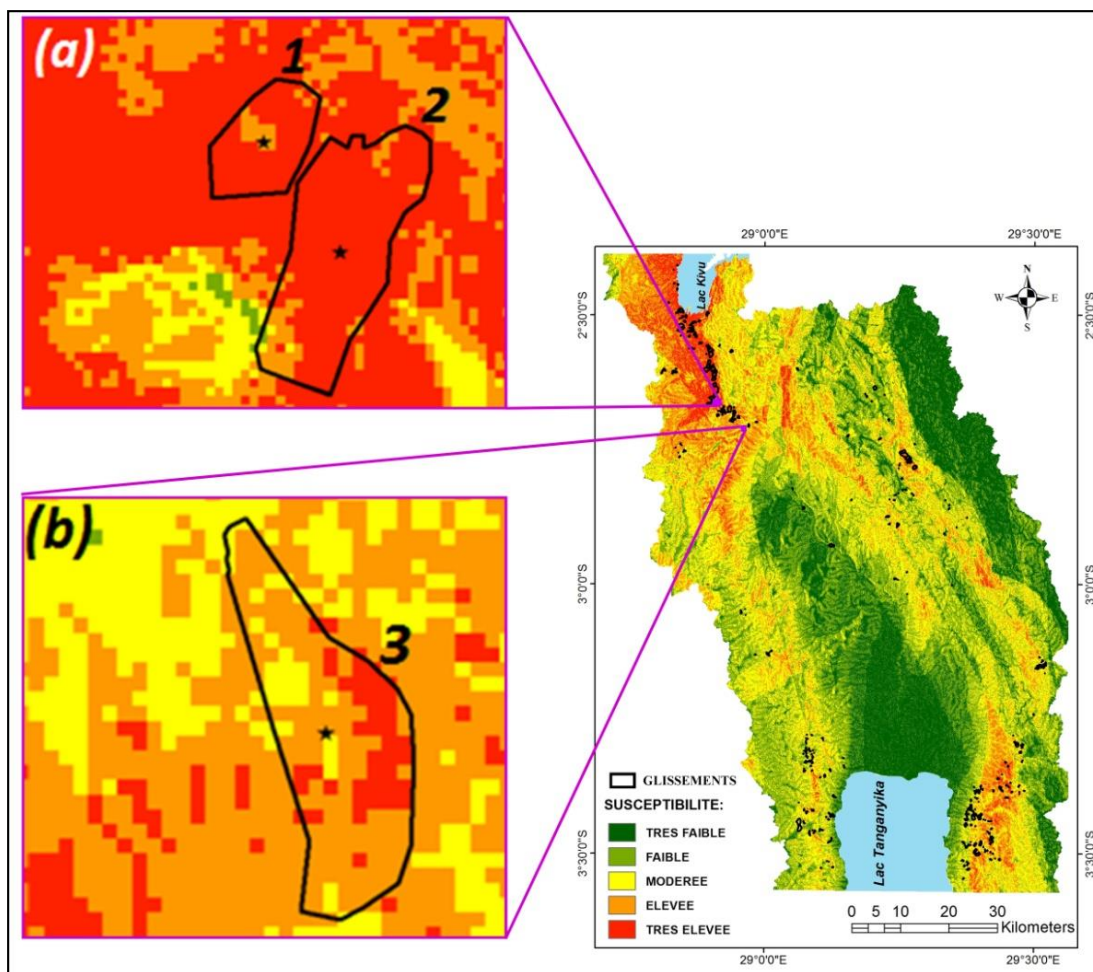 (a)
1
2
(b)
3
29°0'0"E
29°30'0"E
Lac Kivu
N
W
E
S
2°30'0"S
2°30'0"S
3°0'0"S
3°0'0"S
3°30'0"S
3°30'0"S
GLISSEMENTS
SUSCEPTIBILITE:
TRES FAIBLE
FAIBLE
MODEREE
ELEVEE
TRES ELEVEE
Lac Tanganyika
0 5 10 20 30
Kilometers
29°0'0"E
29°30'0"E